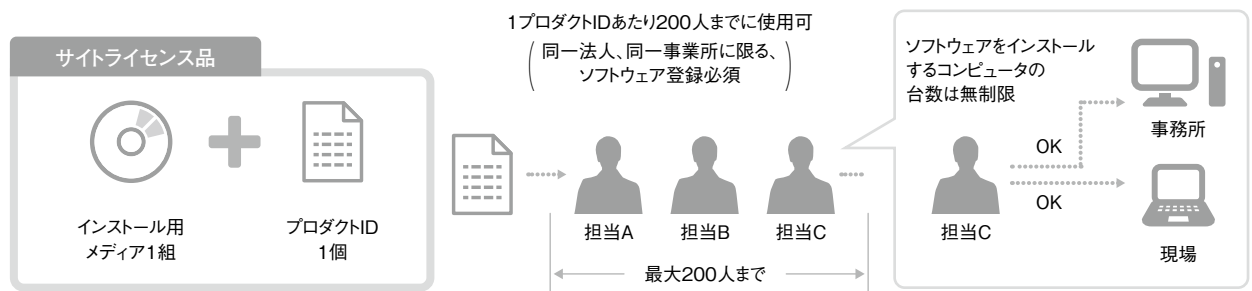 サイトライセンス品
インストール用
メディア1組
プロダクトID
1個
1プロダクトIDあたり200人までに使用可
(同一法人、同一事業所に限る、
ソフトウェア登録必須)
担当A
担当B
担当C
最大200人まで
ソフトウェアをインストール
するコンピュータの
台数は無制限
担当C
OK
OK
事務所
現場